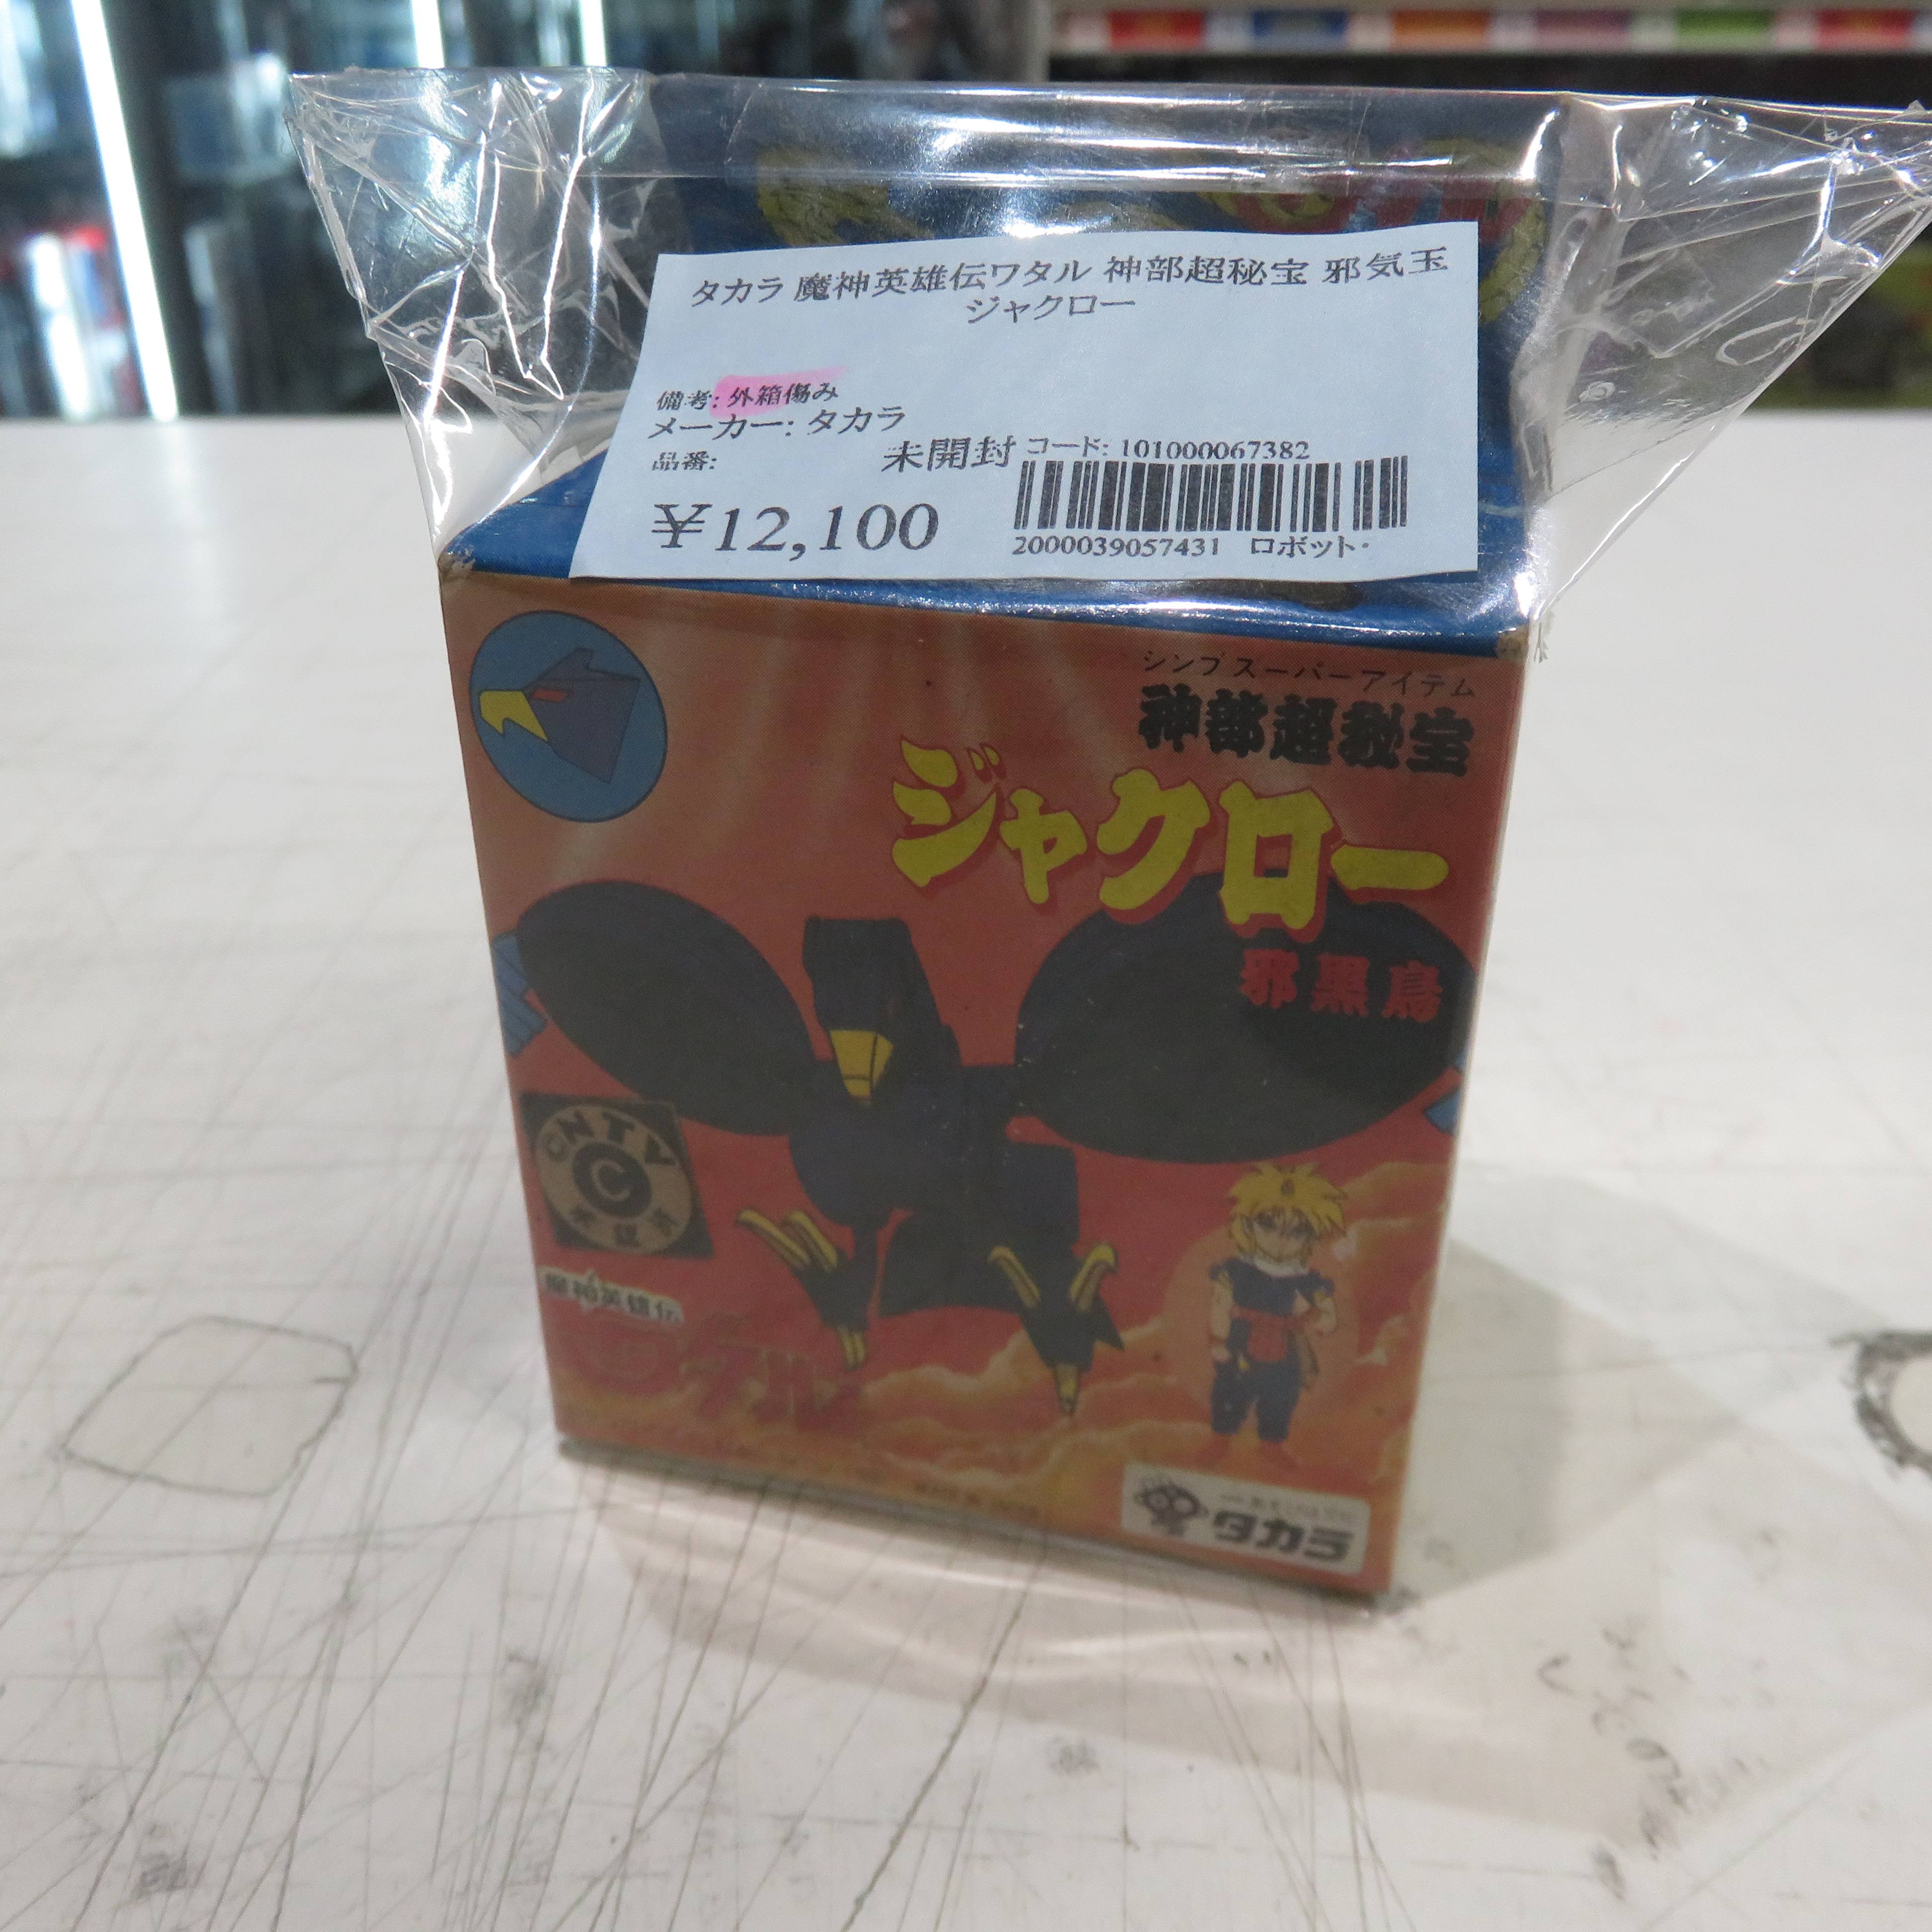 タカラ 魔神英雄伝ワタル 神部超秘宝 邪気玉
ジャクロー
備考: 外箱傷み
メーカー: タカラ
品番:
未開封
コード: 101000067382
¥12,100
2000039057431 ロボット・
シンブスーパーアイテム
神部超秘宝
ジャクロー
邪黒鳥
NTV
C
魔神英雄伝
ワタル
タカラ